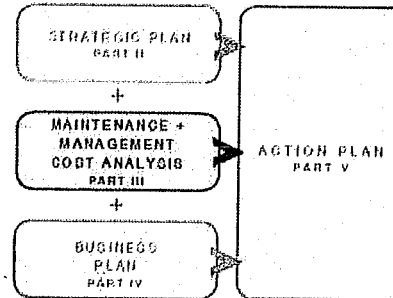 STRATEGIC PLAN
PART II
+
MAINTENANCE +
MANAGEMENT
COST ANALYSIS
PART III
+
BUSINESS
PLAN
PART IV
ACTION PLAN
PART V